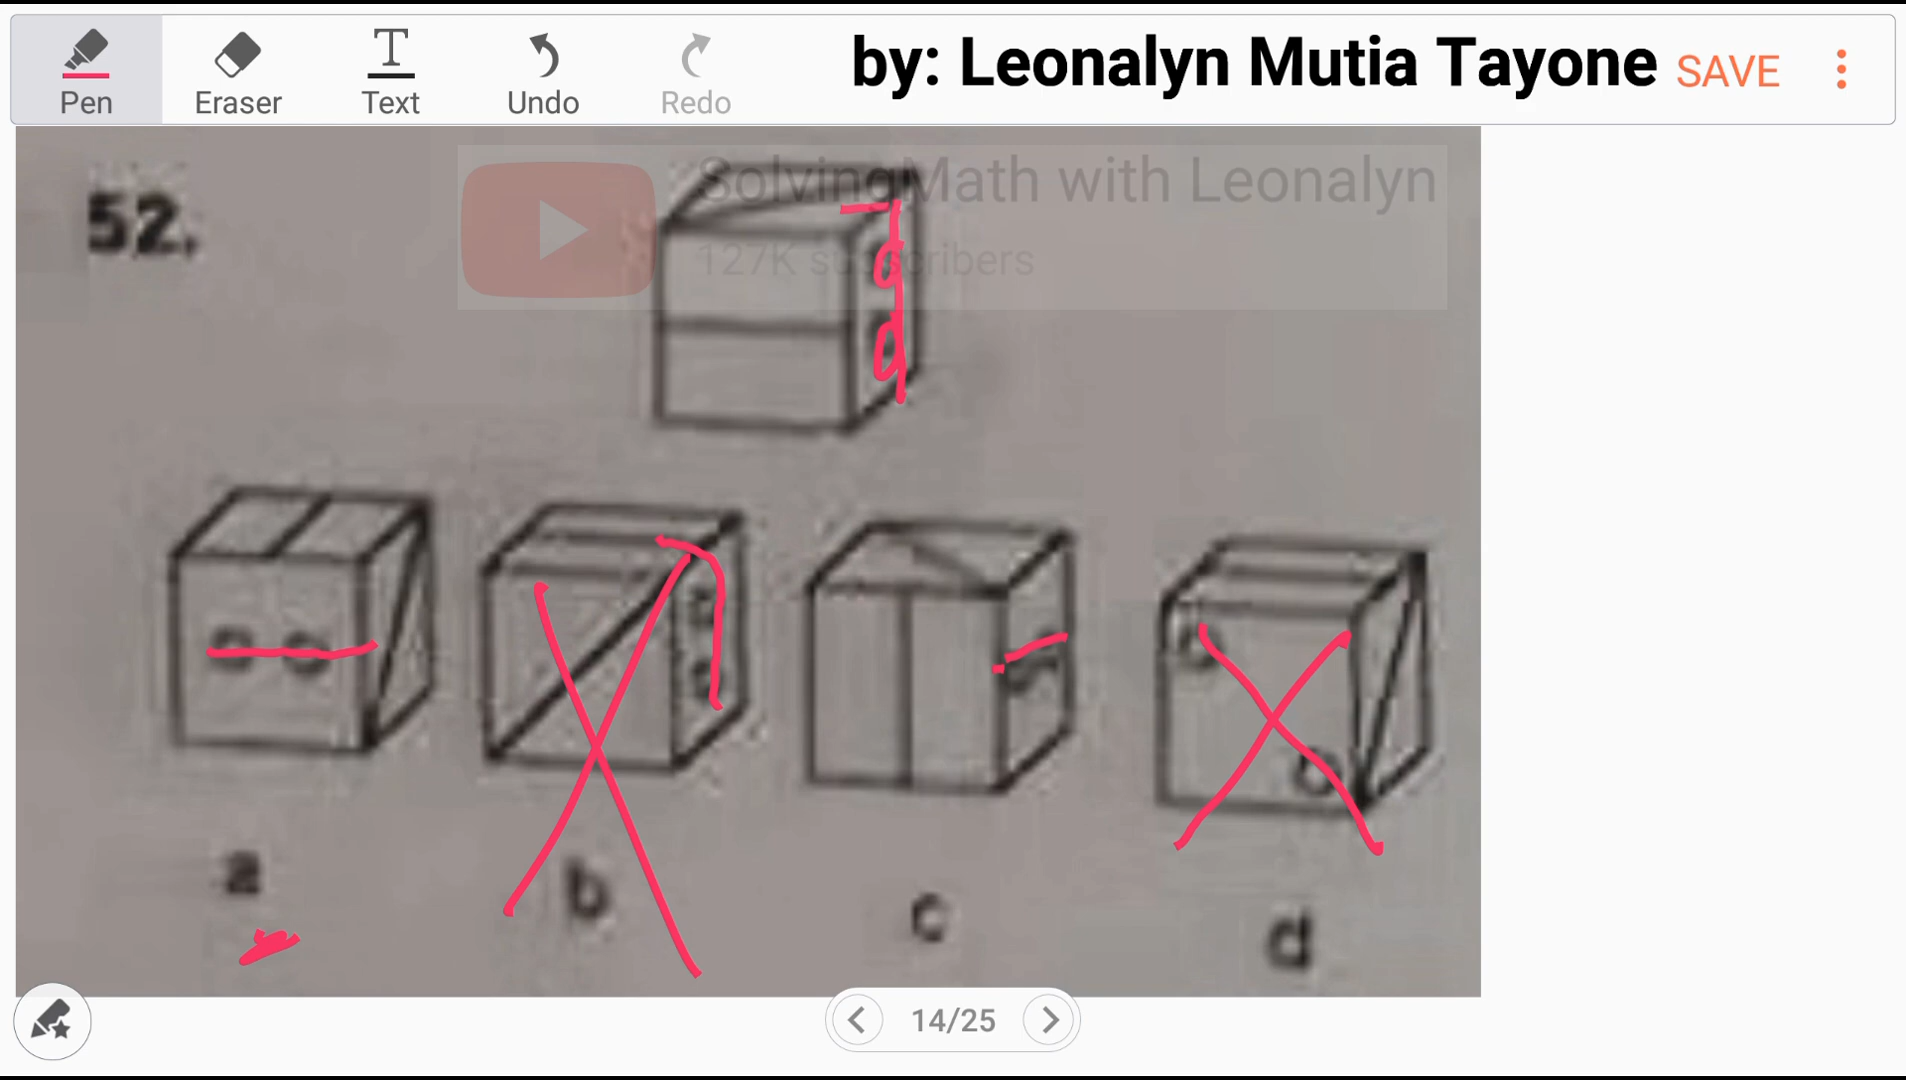 by: Leonalyn Mutia Tayone
SAVE
Pen
Eraser
Text
Undo
Redo
Solving Math with Leonalyn
127K subscribers
52.
a
b
c
d
14/25